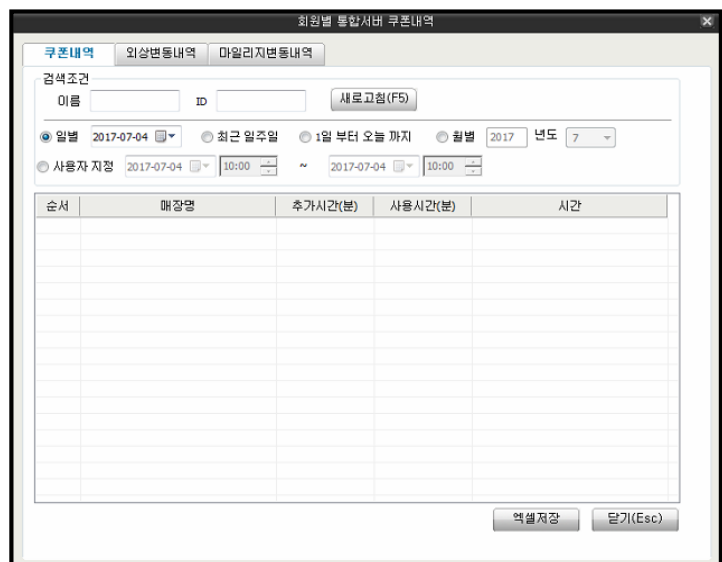 회원별 통합서버 쿠폰내역
쿠폰내역 외상변동내역 마일리지변동내역
검색조건
이름 ID 새로고침(F5)
일별 2017-07-04 최근 일주일 1일 부터 오늘 까지 월별 2017 년도 7
사용자 지정 2017-07-04 10:00 ~ 2017-07-04 10:00
순서 매장명 추가시간(분) 사용시간(분) 시간
엑셀저장 닫기(Esc)